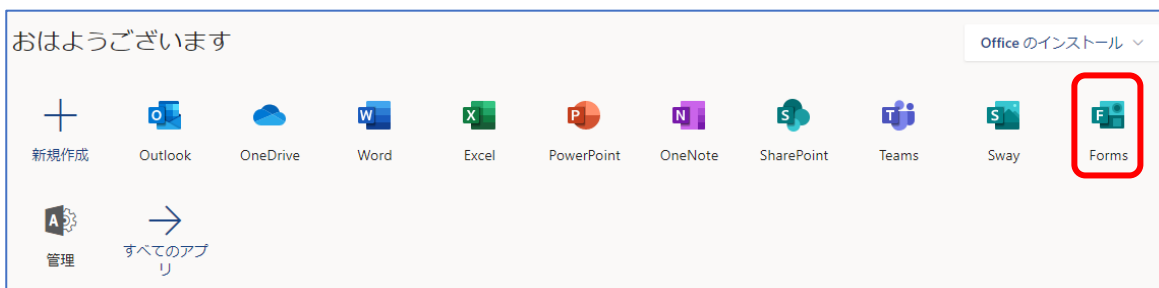 おはようございます
Office のインストール
新規作成
Outlook
OneDrive
Word
Excel
PowerPoint
OneNote
SharePoint
Teams
Sway
Forms
管理
すべてのアプ
リ